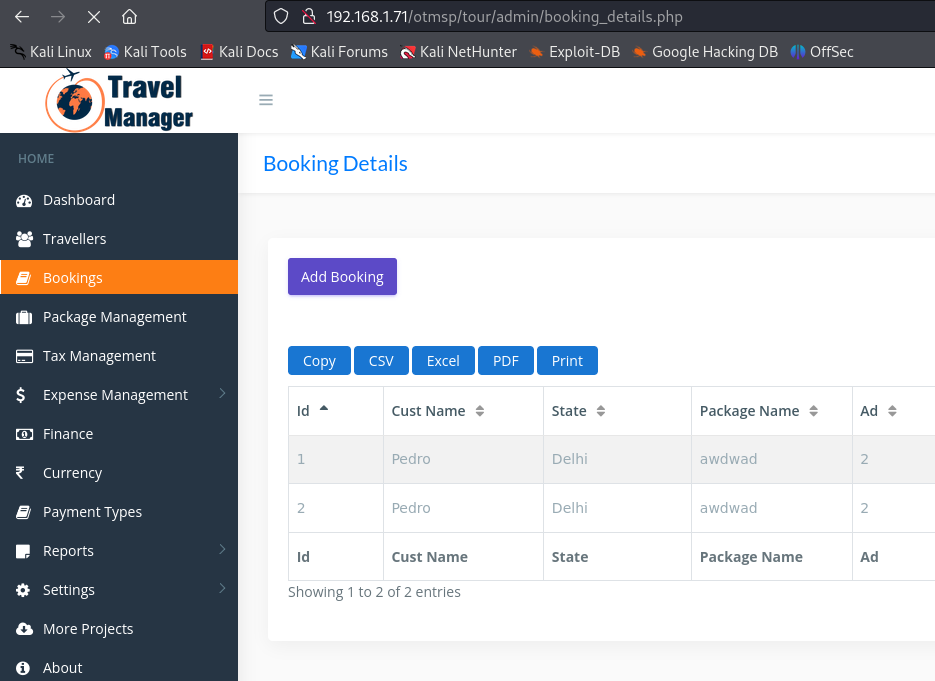 192.168.1.71/otmsp/tour/admin/booking_details.php
Kali Linux Kali Tools Kali Docs Kali Forums Kali NetHunter Exploit-DB Google Hacking DB OffSec
Travel
Manager
Booking Details
HOME
Dashboard
Travellers
Bookings
Package Management
Tax Management
Expense Management
Finance
Currency
Payment Types
Reports
Settings
More Projects
About
Add Booking
Copy CSV Excel PDF Print
Id Cust Name State Package Name Ad
1 Pedro Delhi awdwad 2
2 Pedro Delhi awdwad 2
Id Cust Name State Package Name Ad
Showing 1 to 2 of 2 entries